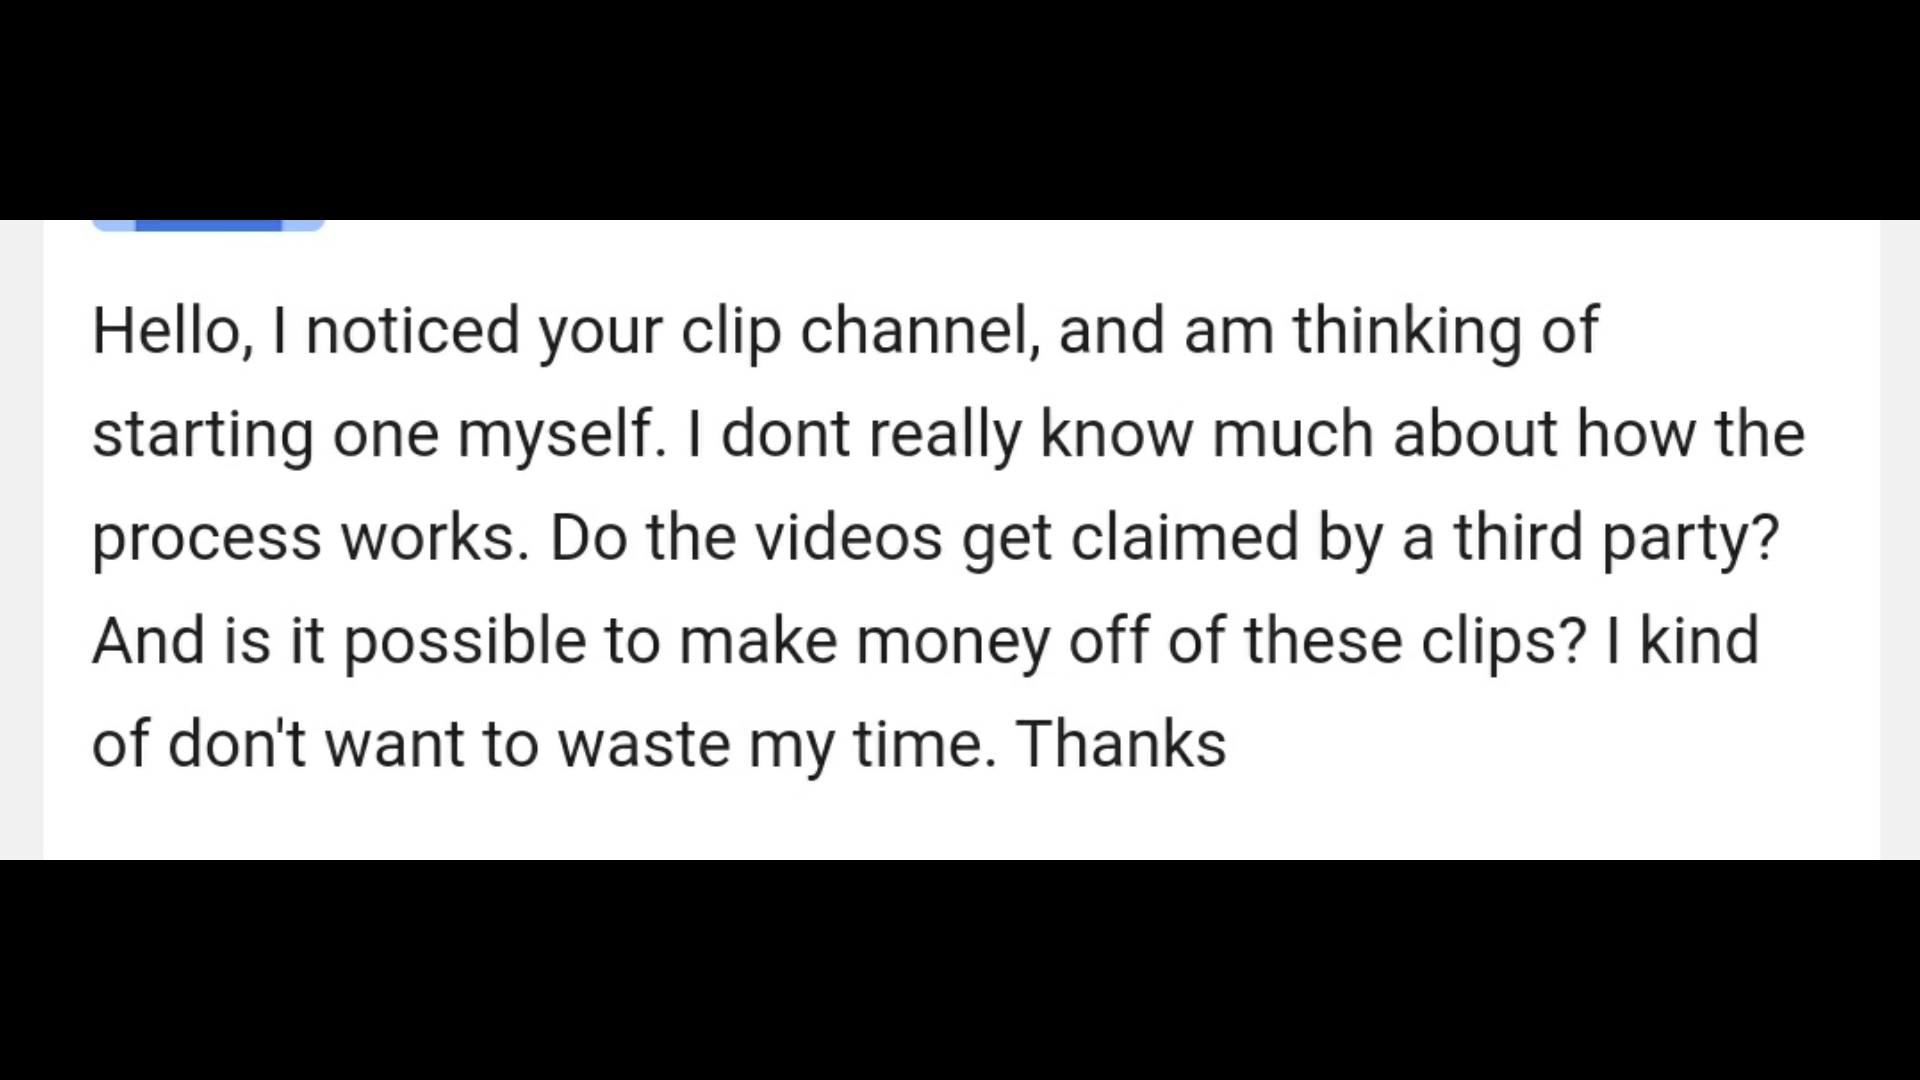 Hello, I noticed your clip channel, and am thinking of
starting one myself. I dont really know much about how the
process works. Do the videos get claimed by a third party?
And is it possible to make money off of these clips? I kind
of don't want to waste my time. Thanks